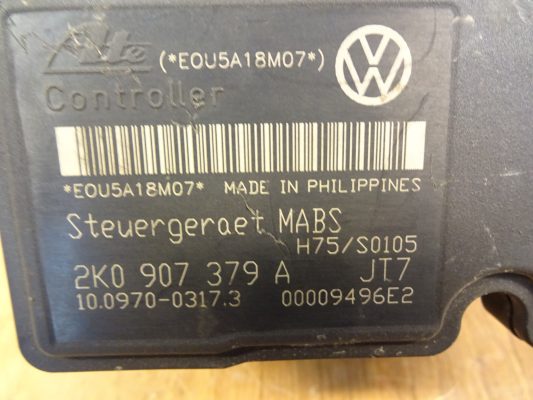 Ate (*EOU5A18M07*)
Controller
*EOU5A18M07* MADE IN PHILIPPINES
Steuergeraet MABS
H75/S0105
2K0 907 379 A JT7
10.0970-0317.3 00009496E2